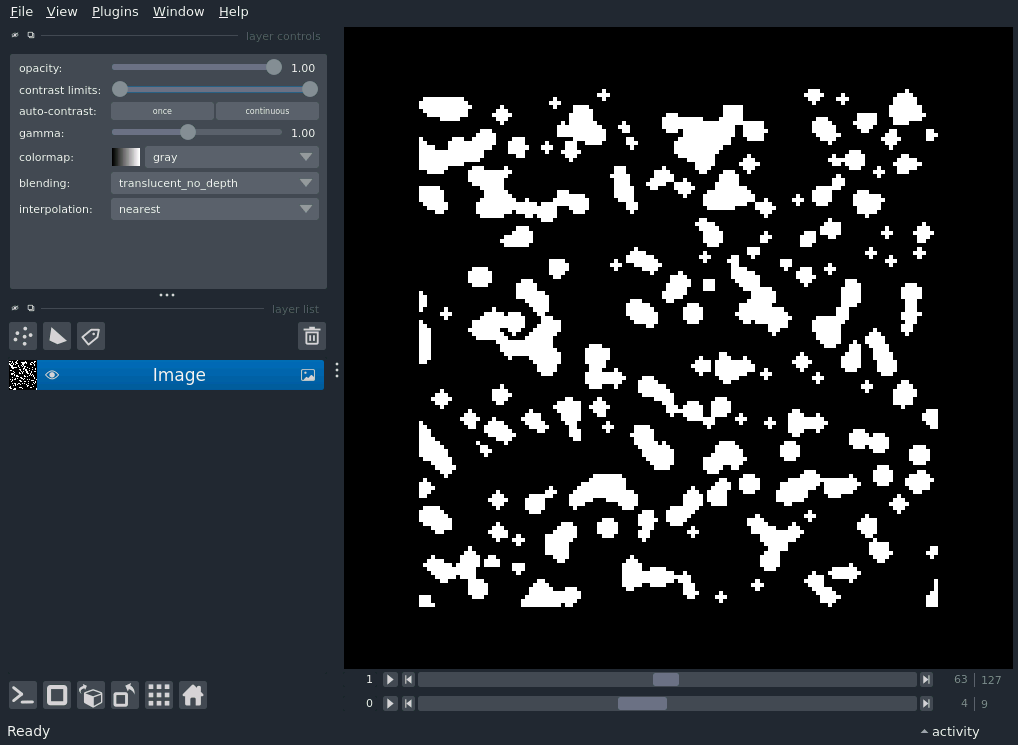 File View Plugins Window Help
layer controls
opacity: 1.00
contrast limits:
auto-contrast: once continuous
gamma: 1.00
colormap: gray
blending: translucent_no_depth
interpolation: nearest
layer list
Image
1 63 127
0 4 9
Ready activity